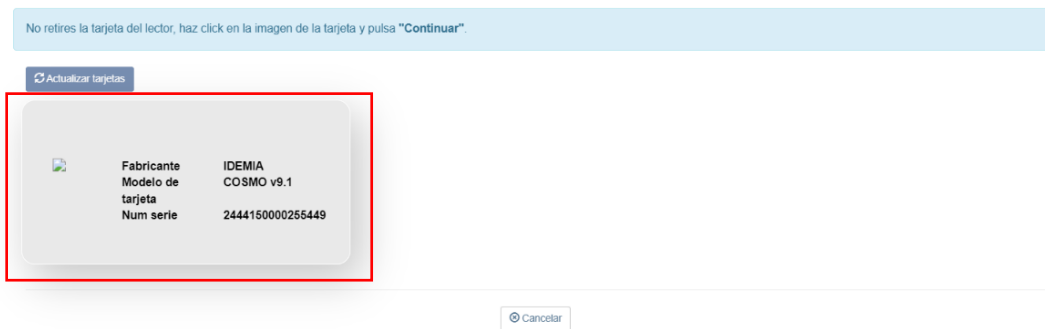 No retires la tarjeta del lector, haz click en la imagen de la tarjeta y pulsa "Continuar".
Actualizar tarjetas
Fabricante IDEMIA
Modelo de COSMO v9.1
tarjeta
Num serie 2444150000255449
Cancelar